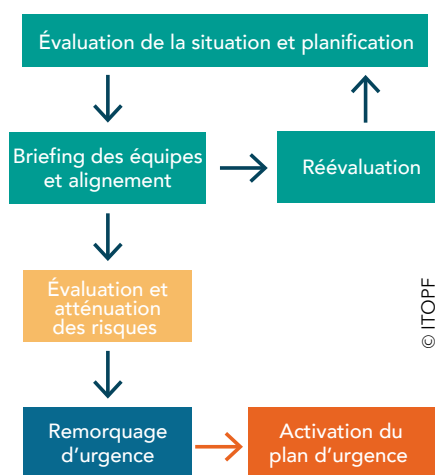 Évaluation de la situation et planification
Briefing des équipes
et alignement
Réévaluation
Évaluation et
atténuation
des risques
Remorquage
d’urgence
Activation du
plan d’urgence
© ITOPF